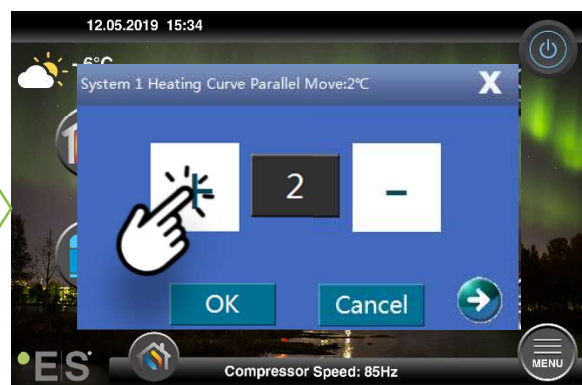 12.05.2019 15:34
- 6°C
System 1 Heating Curve Parallel Move:2℃
X
+ 2 -
OK Cancel
ES
MENU
Compressor Speed: 85Hz